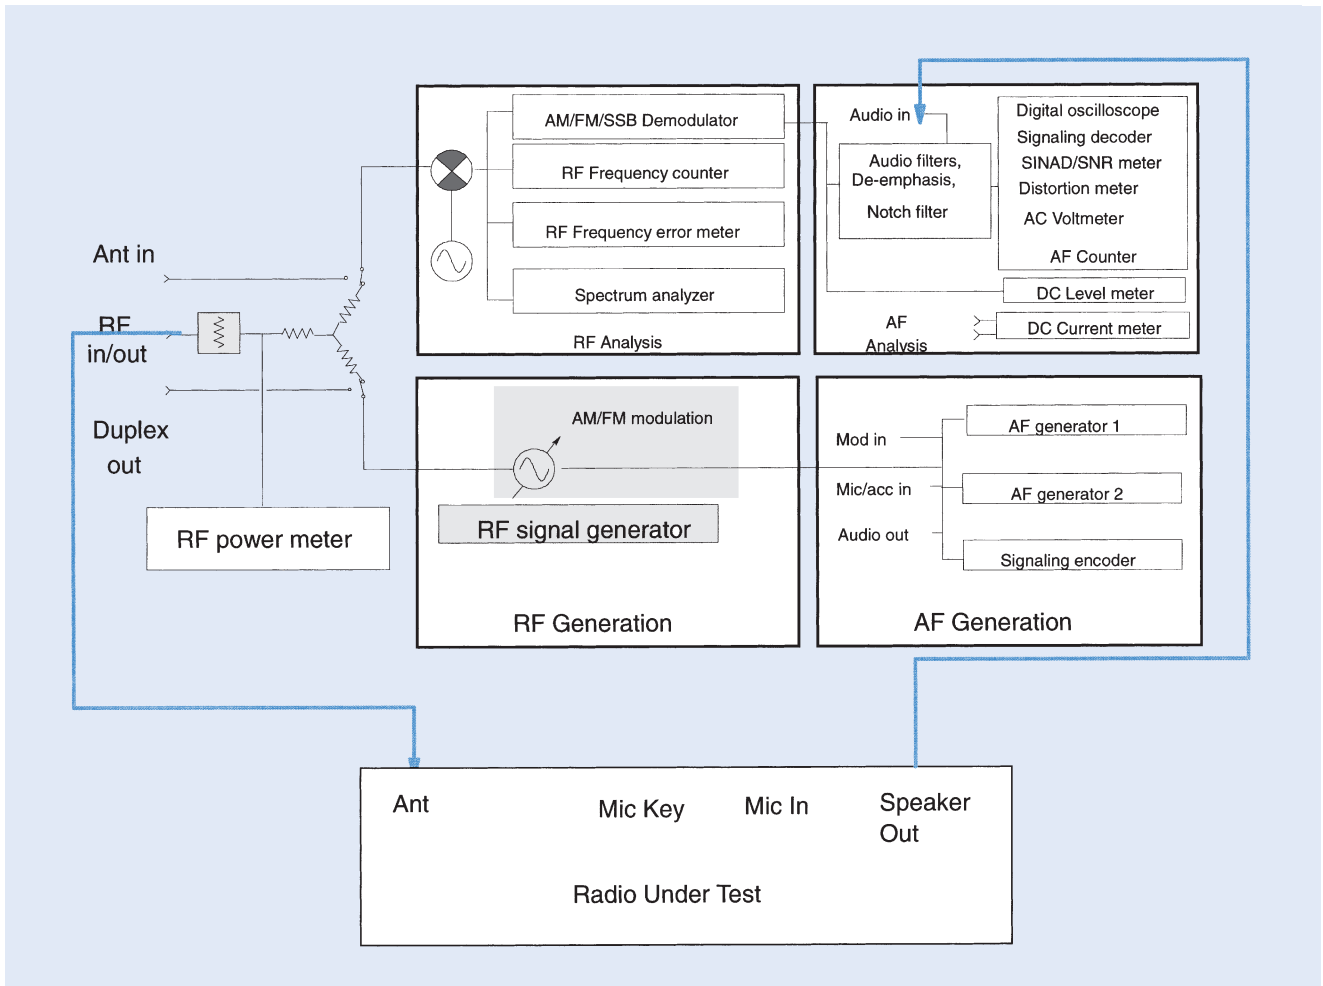 Ant in
RF
in/out
Duplex
out
RF power meter
AM/FM/SSB Demodulator
RF Frequency counter
RF Frequency error meter
Spectrum analyzer
RF Analysis
Audio in
Audio filters,
De-emphasis,
Notch filter
Digital oscilloscope
Signaling decoder
SINAD/SNR meter
Distortion meter
AC Voltmeter
AF Counter
DC Level meter
DC Current meter
AF
Analysis
AM/FM modulation
RF signal generator
RF Generation
Mod in
Mic/acc in
Audio out
AF generator 1
AF generator 2
Signaling encoder
AF Generation
Ant
Mic Key
Mic In
Speaker
Out
Radio Under Test